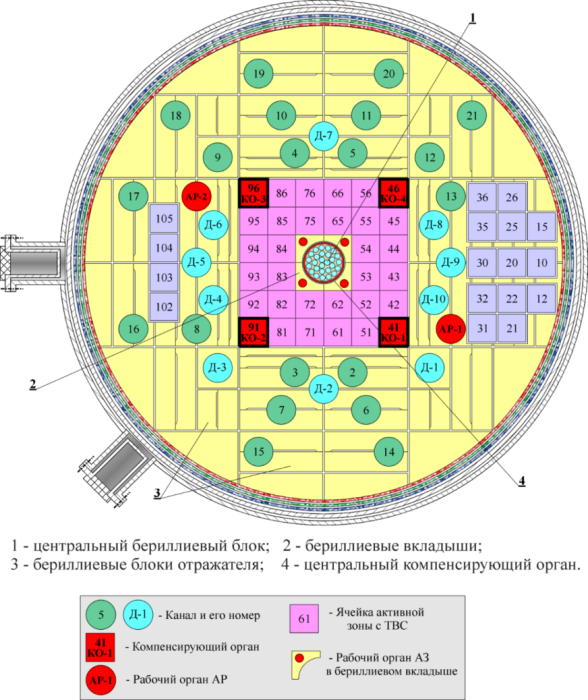 1
19 20
18 10 11 21
Д-7
9 4 5 12
17 АР-2 96 КО-3 86 76 66 56 46 КО-4 13 36 26
105 Д-6 95 85 75 65 55 45 Д-8 35 25 15
104 Д-5 94 84 54 44 Д-9 30 20 10
103 93 83 53 43
102 Д-4 92 82 72 62 52 42 Д-10 32 22 12
16 8 91 КО-2 81 71 61 51 41 КО-1 АР-1 31 21
2 Д-3 3 2 Д-1
Д-2
7 6
15 14
3 4
1 - центральный бериллиевый блок; 2 - бериллиевые вкладыши;
3 - бериллиевые блоки отражателя; 4 - центральный компенсирующий орган.
5 Д-1 - Канал и его номер
41 КО-1 - Компенсирующий орган
АР-1 - Рабочий орган АР
61 - Ячейка активной
зоны с ТВС
- Рабочий орган АЗ
в бериллиевом вкладыше